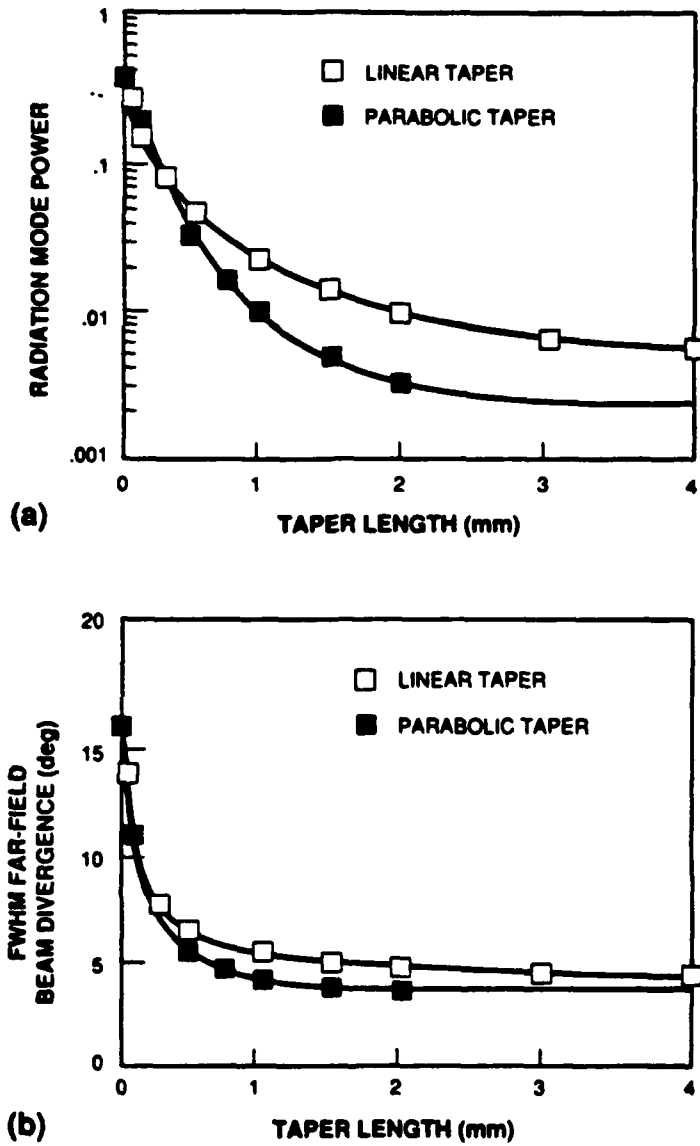 1
.1
.01
.001
RADIATION MODE POWER
LINEAR TAPER
PARABOLIC TAPER
0 1 2 3 4
TAPER LENGTH (mm)
(a)
20
15
10
5
0
FWHM FAR-FIELD
BEAM DIVERGENCE (deg)
LINEAR TAPER
PARABOLIC TAPER
0 1 2 3 4
TAPER LENGTH (mm)
(b)